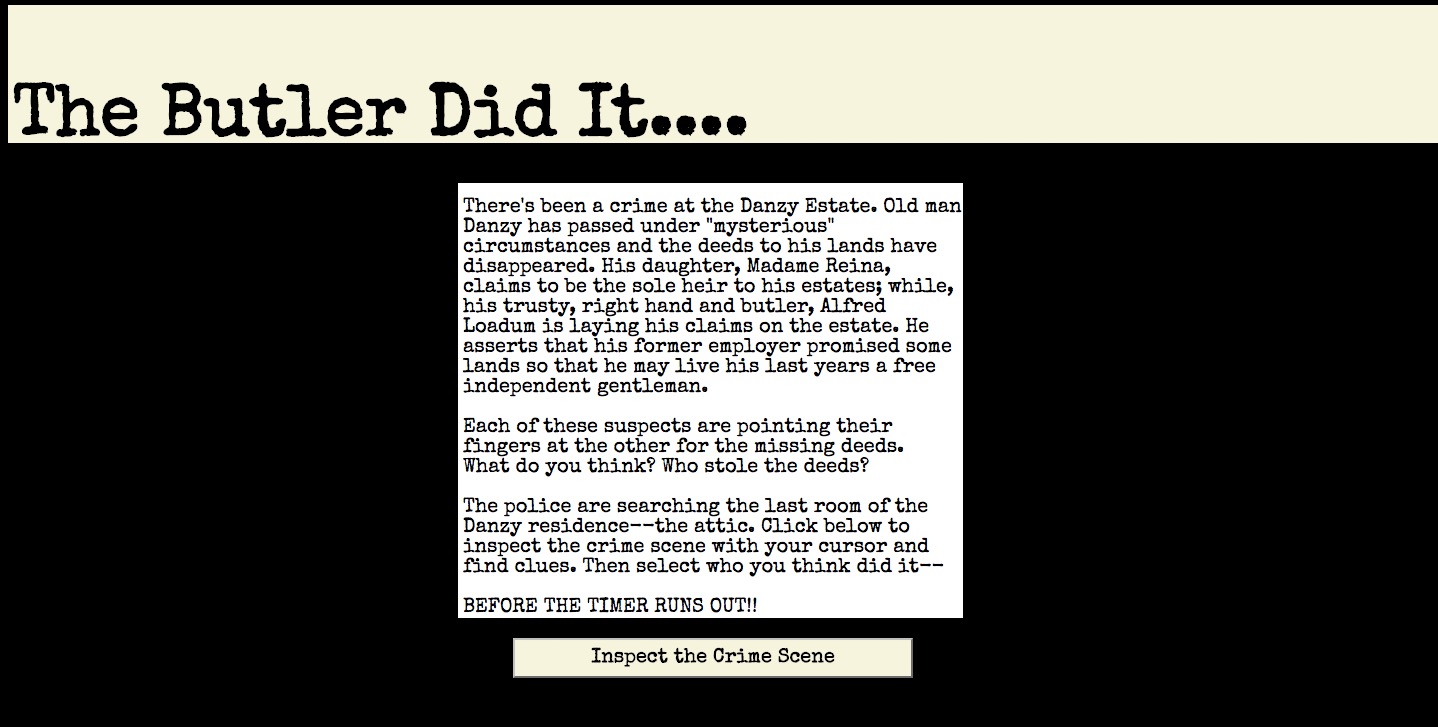 The Butler Did It....
There's been a crime at the Danzy Estate. Old man
Danzy has passed under "mysterious"
circumstances and the deeds to his lands have
disappeared. His daughter, Madame Reina,
claims to be the sole heir to his estates; while,
his trusty, right hand and butler, Alfred
Loadum is laying his claims on the estate. He
asserts that his former employer promised some
lands so that he may live his last years a free
independent gentleman.
Each of these suspects are pointing their
fingers at the other for the missing deeds.
What do you think? Who stole the deeds?
The police are searching the last room of the
Danzy residence--the attic. Click below to
inspect the crime scene with your cursor and
find clues. Then select who you think did it--
BEFORE THE TIMER RUNS OUT!!
Inspect the Crime Scene